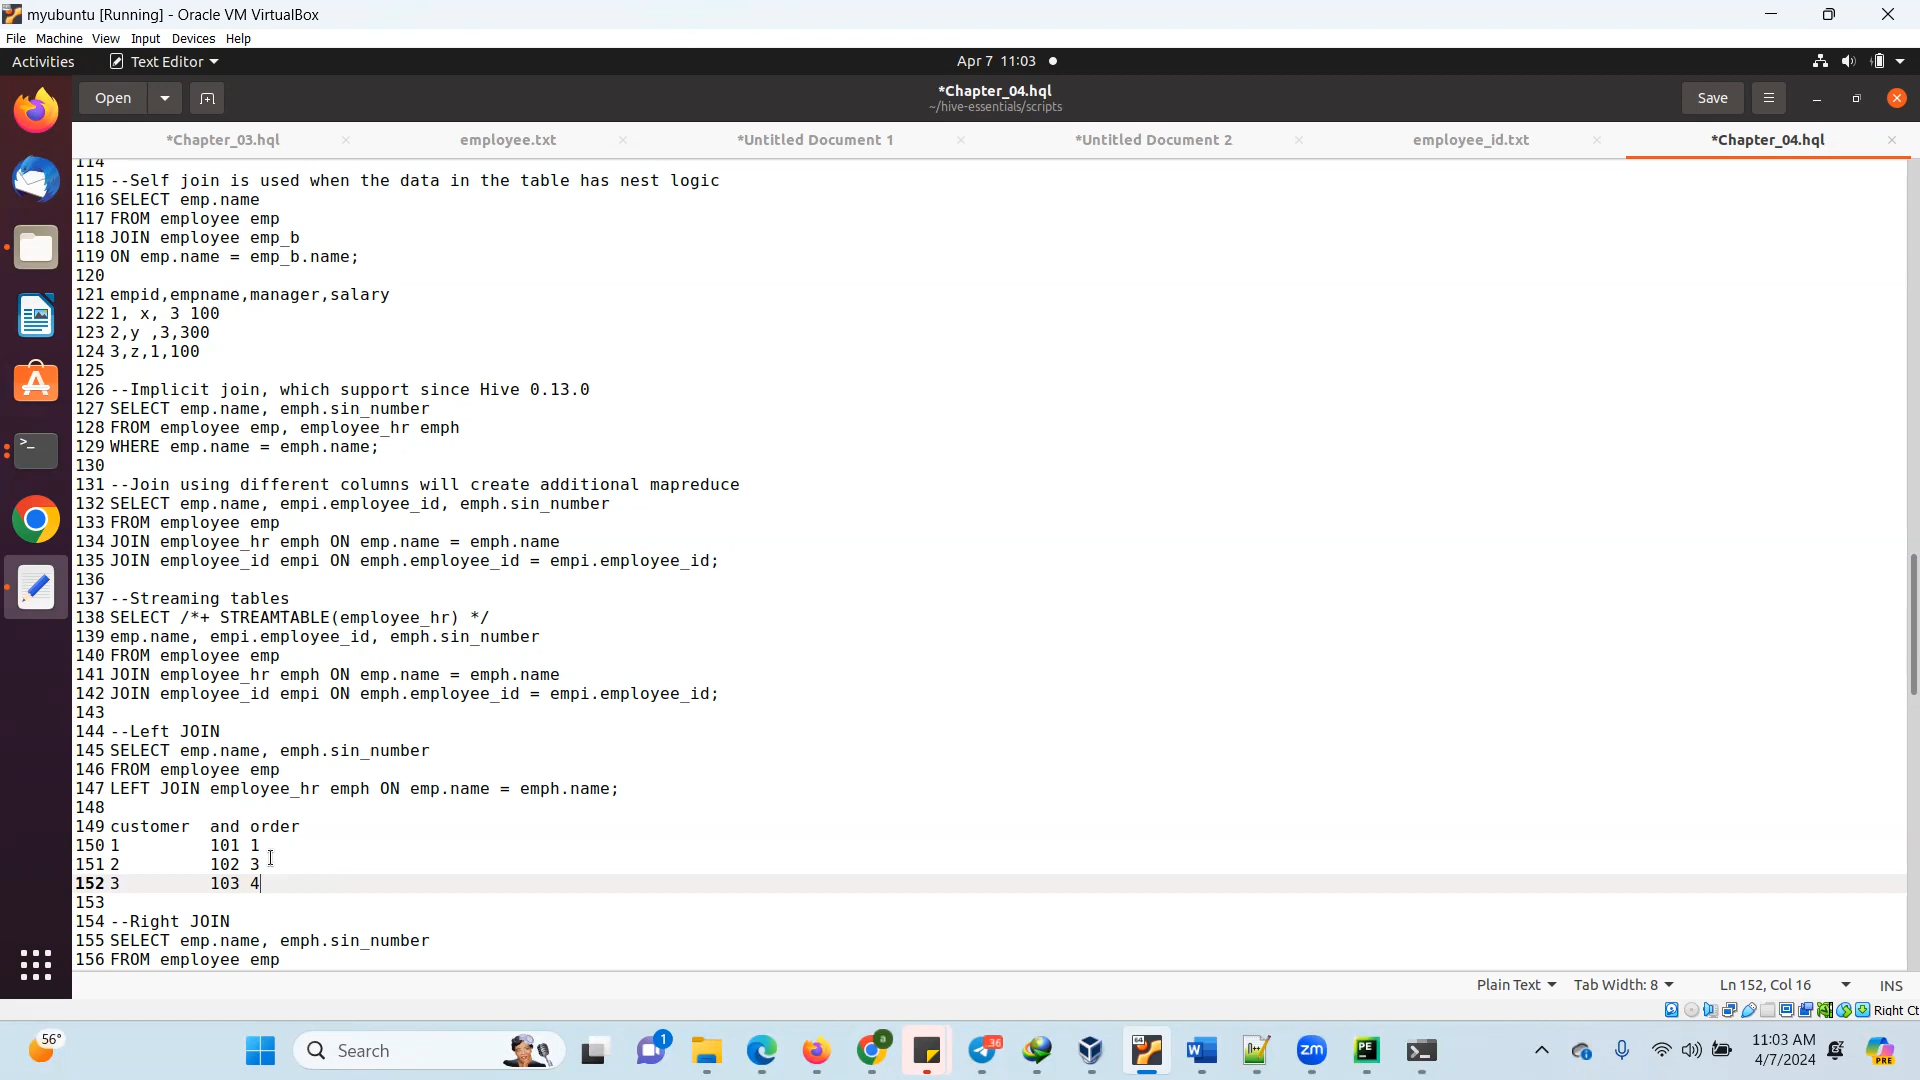 myubuntu [Running] - Oracle VM VirtualBox
File Machine View Input Devices Help
Activities Text Editor Apr 7 11:03
Open *Chapter_04.hql Save
~/hive-essentials/scripts
*Chapter_03.hql employee.txt *Untitled Document 1 *Untitled Document 2 employee_id.txt *Chapter_04.hql
114
115 --Self join is used when the data in the table has nest logic
116 SELECT emp.name
117 FROM employee emp
118 JOIN employee emp_b
119 ON emp.name = emp_b.name;
120
121 empid,empname,manager,salary
122 1, x, 3 100
123 2,y ,3,300
124 3,z,1,100
125
126 --Implicit join, which support since Hive 0.13.0
127 SELECT emp.name, emph.sin_number
128 FROM employee emp, employee_hr emph
129 WHERE emp.name = emph.name;
130
131 --Join using different columns will create additional mapreduce
132 SELECT emp.name, empi.employee_id, emph.sin_number
133 FROM employee emp
134 JOIN employee_hr emph ON emp.name = emph.name
135 JOIN employee_id empi ON emph.employee_id = empi.employee_id;
136
137 --Streaming tables
138 SELECT /*+ STREAMTABLE(employee_hr) */
139 emp.name, empi.employee_id, emph.sin_number
140 FROM employee emp
141 JOIN employee_hr emph ON emp.name = emph.name
142 JOIN employee_id empi ON emph.employee_id = empi.employee_id;
143
144 --Left JOIN
145 SELECT emp.name, emph.sin_number
146 FROM employee emp
147 LEFT JOIN employee_hr emph ON emp.name = emph.name;
148
149 customer and order
150 1 101 1
151 2 102 3
152 3 103 4
153
154 --Right JOIN
155 SELECT emp.name, emph.sin_number
156 FROM employee emp
Plain Text Tab Width: 8 Ln 152, Col 16 INS
Right Ct
56° Search 1 36 11:03 AM
4/7/2024